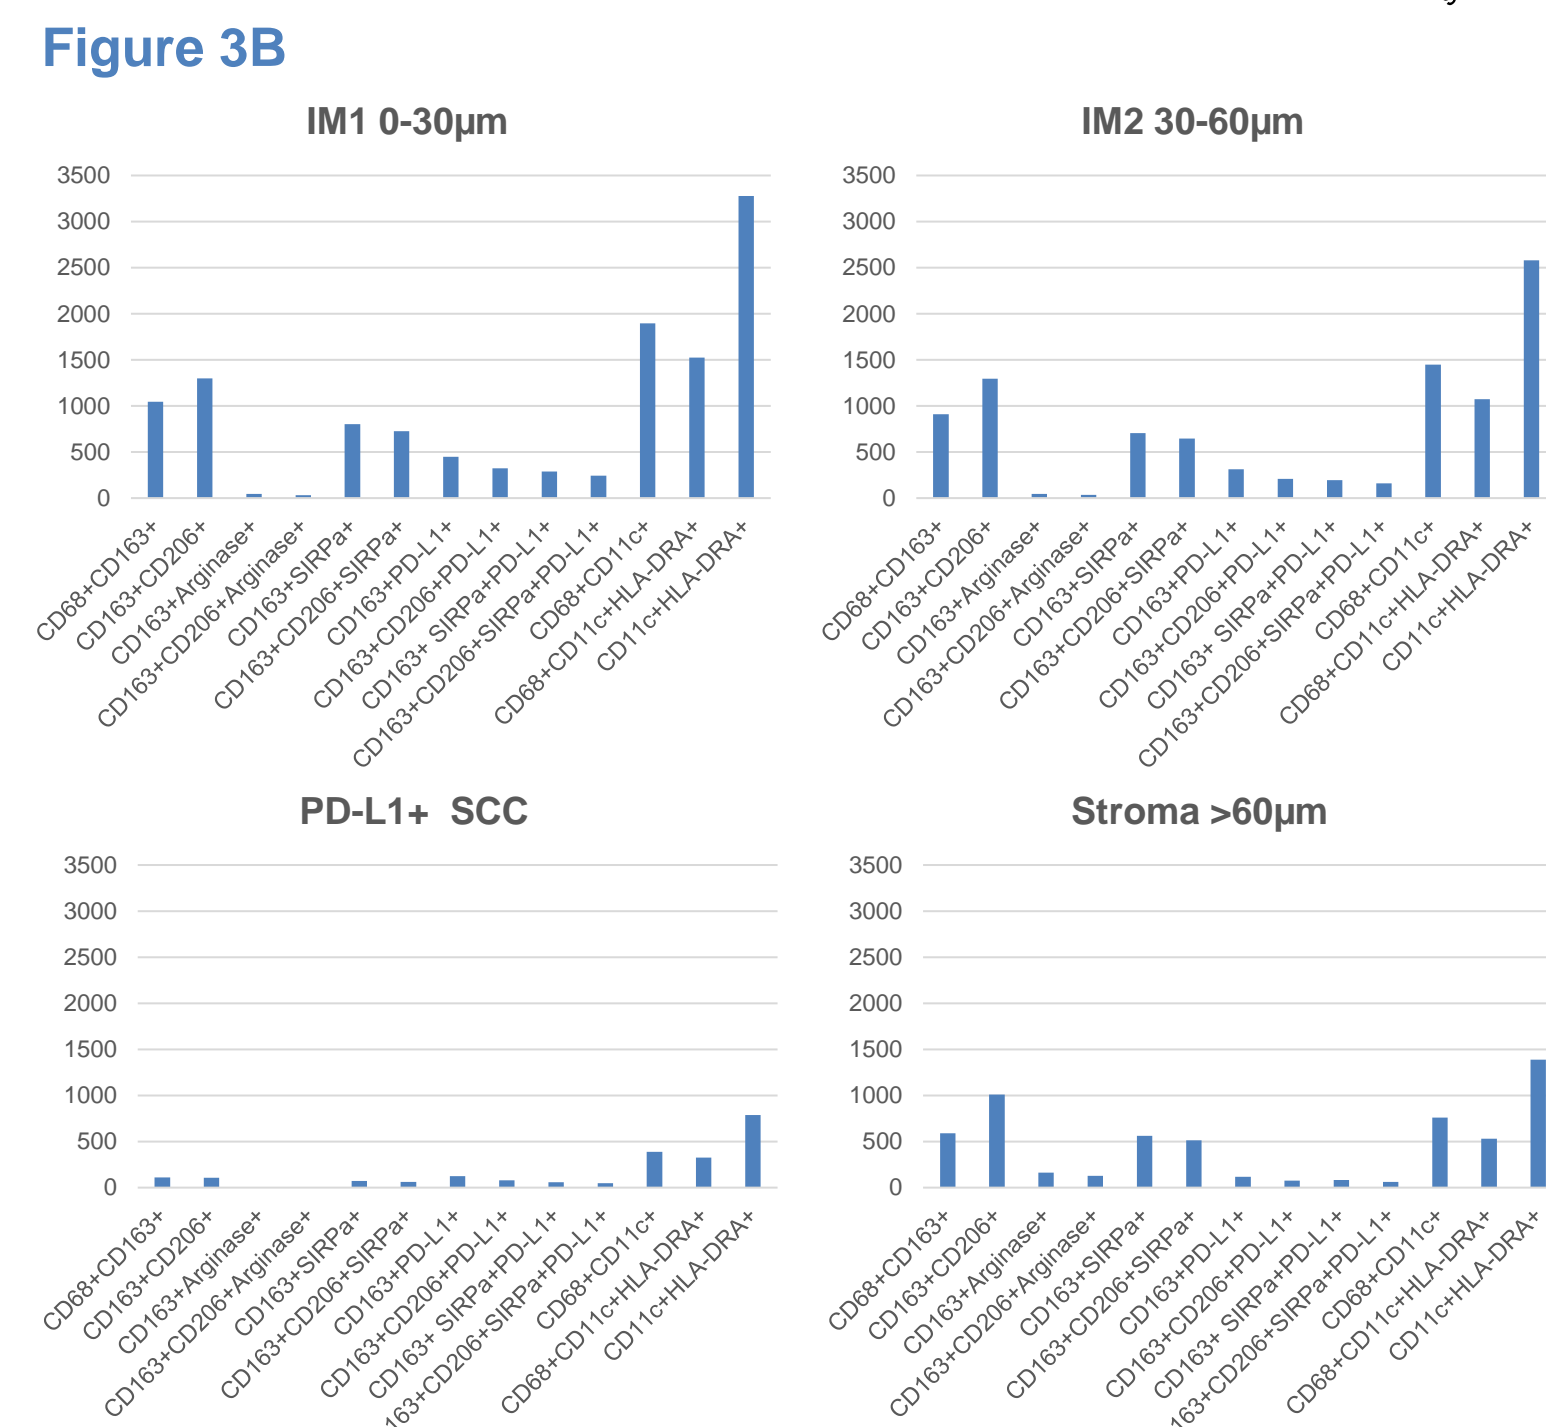 Figure 3B
IM1 0-30µm
3500
3000
2500
2000
1500
1000
500
0
CD68+CD163+
CD163+CD206+
CD163+Arginase+
CD163+CD206+Arginase+
CD163+SIRPa+
CD163+CD206+SIRPa+
CD163+PD-L1+
CD163+CD206+PD-L1+
CD163+ SIRPa+PD-L1+
CD163+CD206+SIRPa+PD-L1+
CD68+CD11c+
CD68+CD11c+HLA-DRA+
CD11c+HLA-DRA+
IM2 30-60µm
3500
3000
2500
2000
1500
1000
500
0
CD68+CD163+
CD163+CD206+
CD163+Arginase+
CD163+CD206+Arginase+
CD163+SIRPa+
CD163+CD206+SIRPa+
CD163+PD-L1+
CD163+CD206+PD-L1+
CD163+ SIRPa+PD-L1+
CD163+CD206+SIRPa+PD-L1+
CD68+CD11c+
CD68+CD11c+HLA-DRA+
CD11c+HLA-DRA+
PD-L1+ SCC
3500
3000
2500
2000
1500
1000
500
0
CD68+CD163+
CD163+CD206+
CD163+Arginase+
CD163+CD206+Arginase+
CD163+SIRPa+
CD163+CD206+SIRPa+
CD163+PD-L1+
CD163+CD206+PD-L1+
CD163+ SIRPa+PD-L1+
163+CD206+SIRPa+PD-L1+
CD68+CD11c+
CD68+CD11c+HLA-DRA+
CD11c+HLA-DRA+
Stroma >60µm
3500
3000
2500
2000
1500
1000
500
0
CD68+CD163+
CD163+CD206+
CD163+Arginase+
CD163+CD206+Arginase+
CD163+SIRPa+
CD163+CD206+SIRPa+
CD163+PD-L1+
CD163+CD206+PD-L1+
CD163+ SIRPa+PD-L1+
163+CD206+SIRPa+PD-L1+
CD68+CD11c+
CD68+CD11c+HLA-DRA+
CD11c+HLA-DRA+